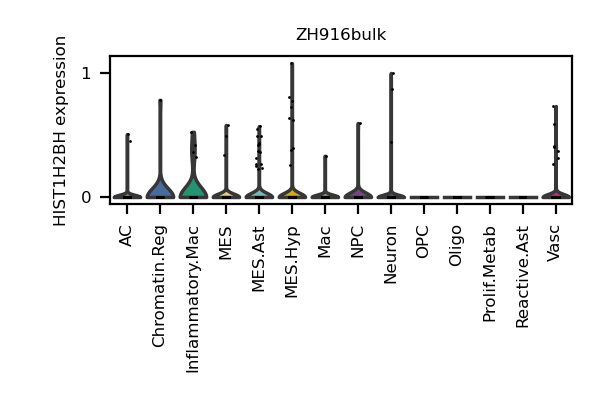 ZH916bulk
HIST1H2BH expression
1
0
AC
Chromatin.Reg
Inflammatory.Mac
MES
MES.Ast
MES.Hyp
Mac
NPC
Neuron
OPC
Oligo
Prolif.Metab
Reactive.Ast
Vasc